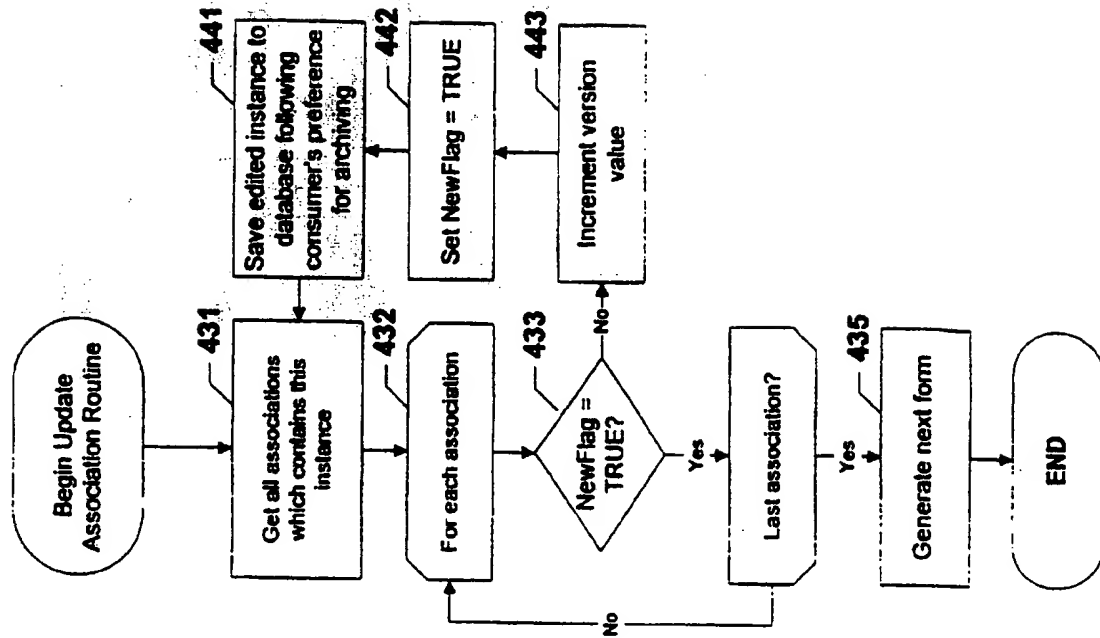 Begin Update
Association Routine
431
Get all associations
which contains this
instance
432
For each association
433
NewFlag =
TRUE?
No
Yes
Last association?
No
Yes
435
Generate next form
END
441
Save edited instance to
database following
consumer's preference
for archiving
442
Set NewFlag = TRUE
443
Increment version
value